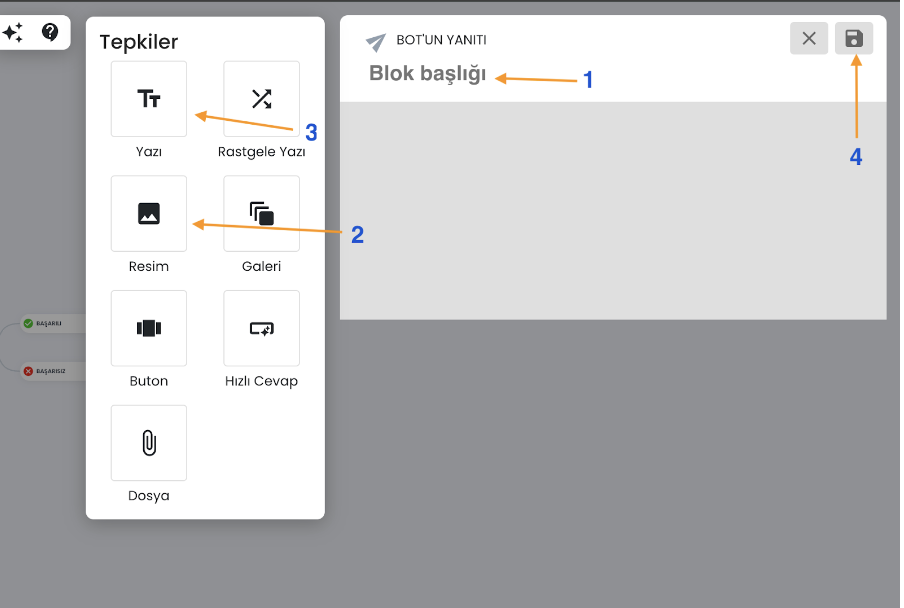 Tepkiler
Yazı
Rastgele Yazı
Resim
Galeri
Buton
Hızlı Cevap
Dosya
BOT'UN YANITI
Blok başlığı
1
2
3
4
BAŞARILI
BAŞARISIZ